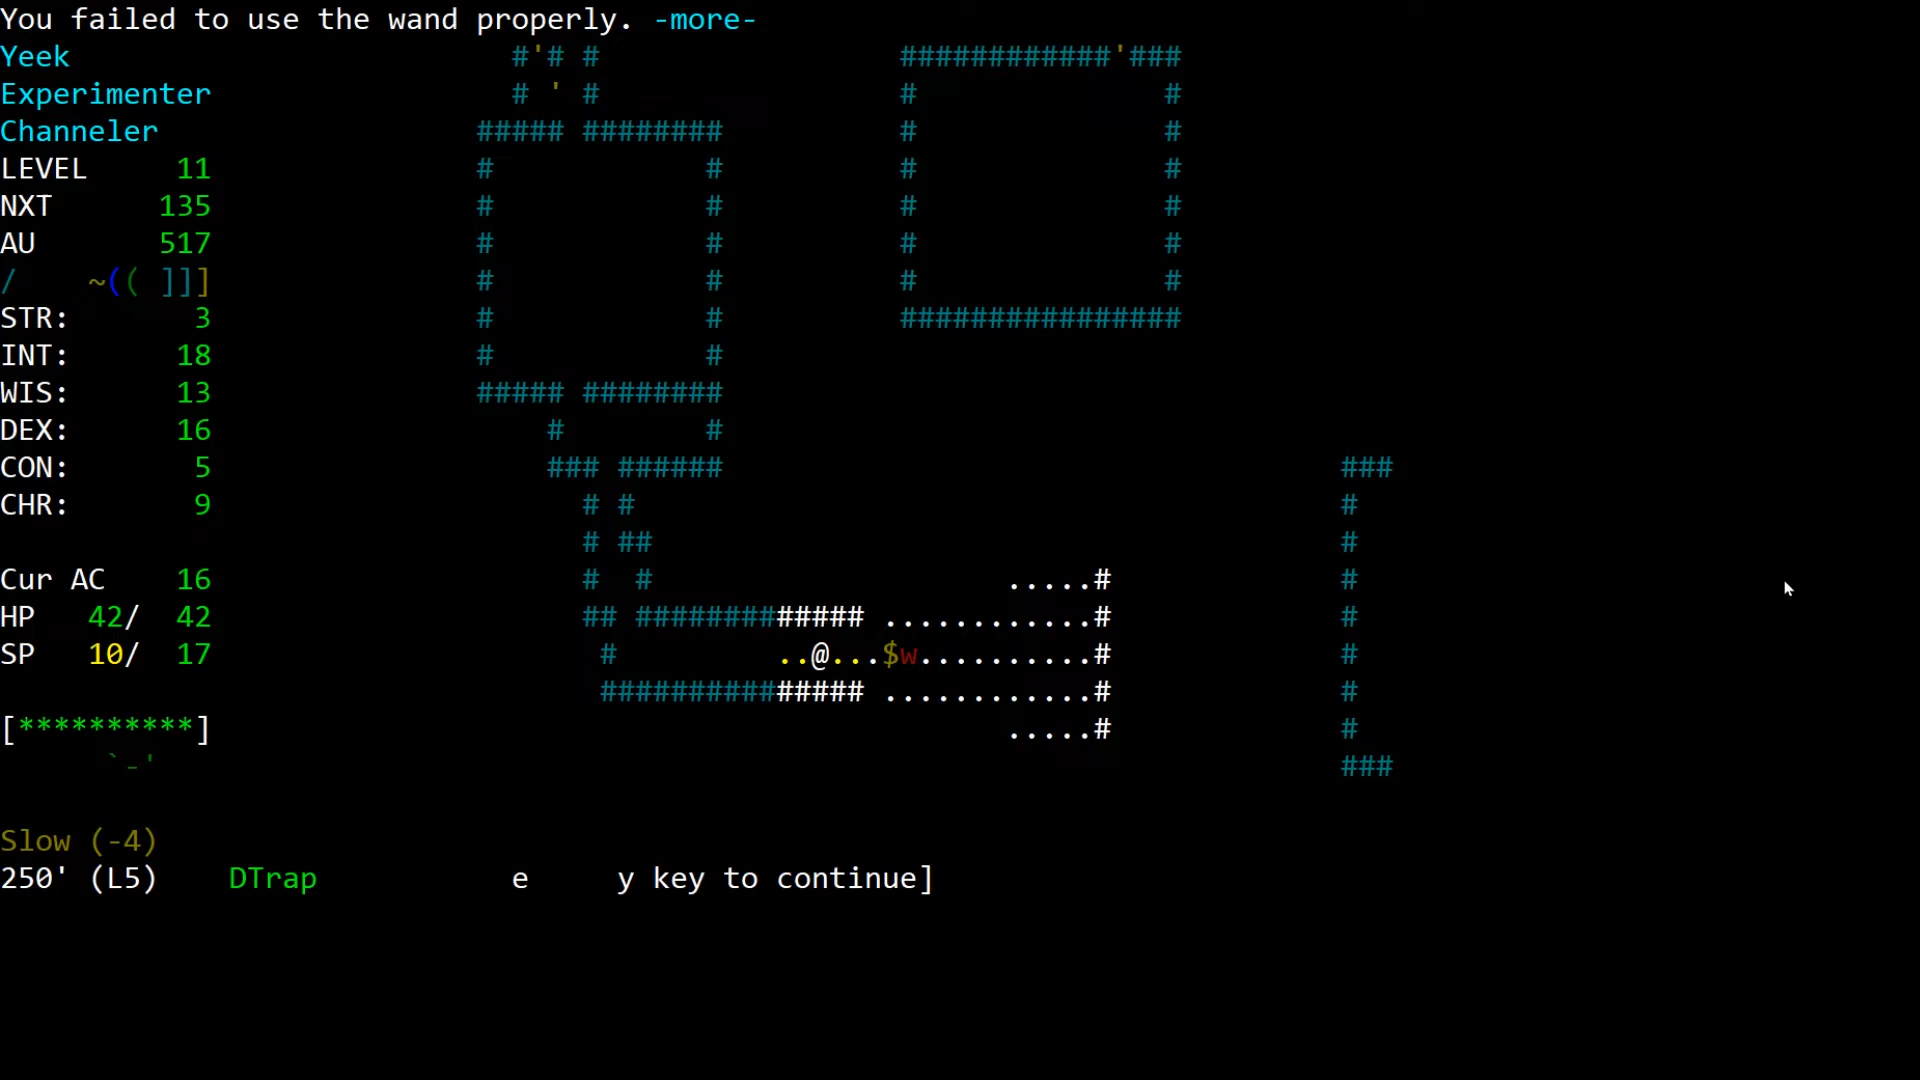 You failed to use the wand properly. -more-
Yeek                         #'# #                 ############'###
Experimenter                 # ' #                 #              #
Channeler                  ##### ########          #              #
LEVEL     11               #            #          #              #
NXT      135               #            #          #              #
AU       517               #            #          #              #
/    ~(( ]]]               #            #          #              #
STR:       3               #            #          ################
INT:      18               #            #
WIS:      13               ##### ########
DEX:      16                   #        #
CON:       5                   ### ######                                   ###
CHR:       9                     # #                                        #
                                 # ##                                       #
Cur AC    16                     #  #                    .....#             #
HP   42/  42                     ## ############# ............#             #
SP   10/  17                      #         ..@...$w..........#             #
                                  ############### ............#             #
[**********]                                             .....#             #
      `-'                                                                   ###
Slow (-4)
250' (L5)    DTrap           e     y key to continue]